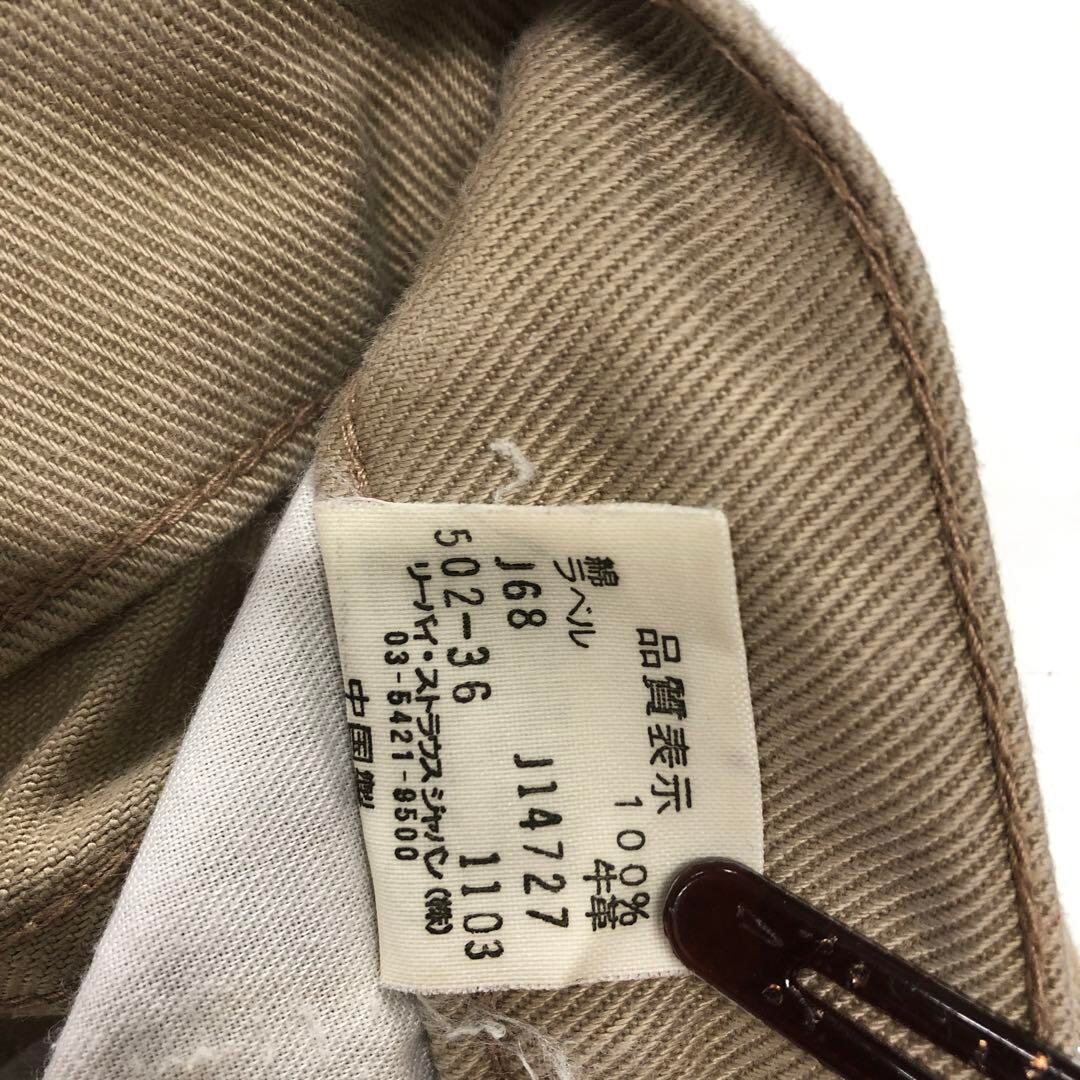 品質表示
綿 100%
ラベル 牛革
J68 J14727
502-36 1103
リーバイ・ストラウスジャパン(株)
03-5421-8500
中国製